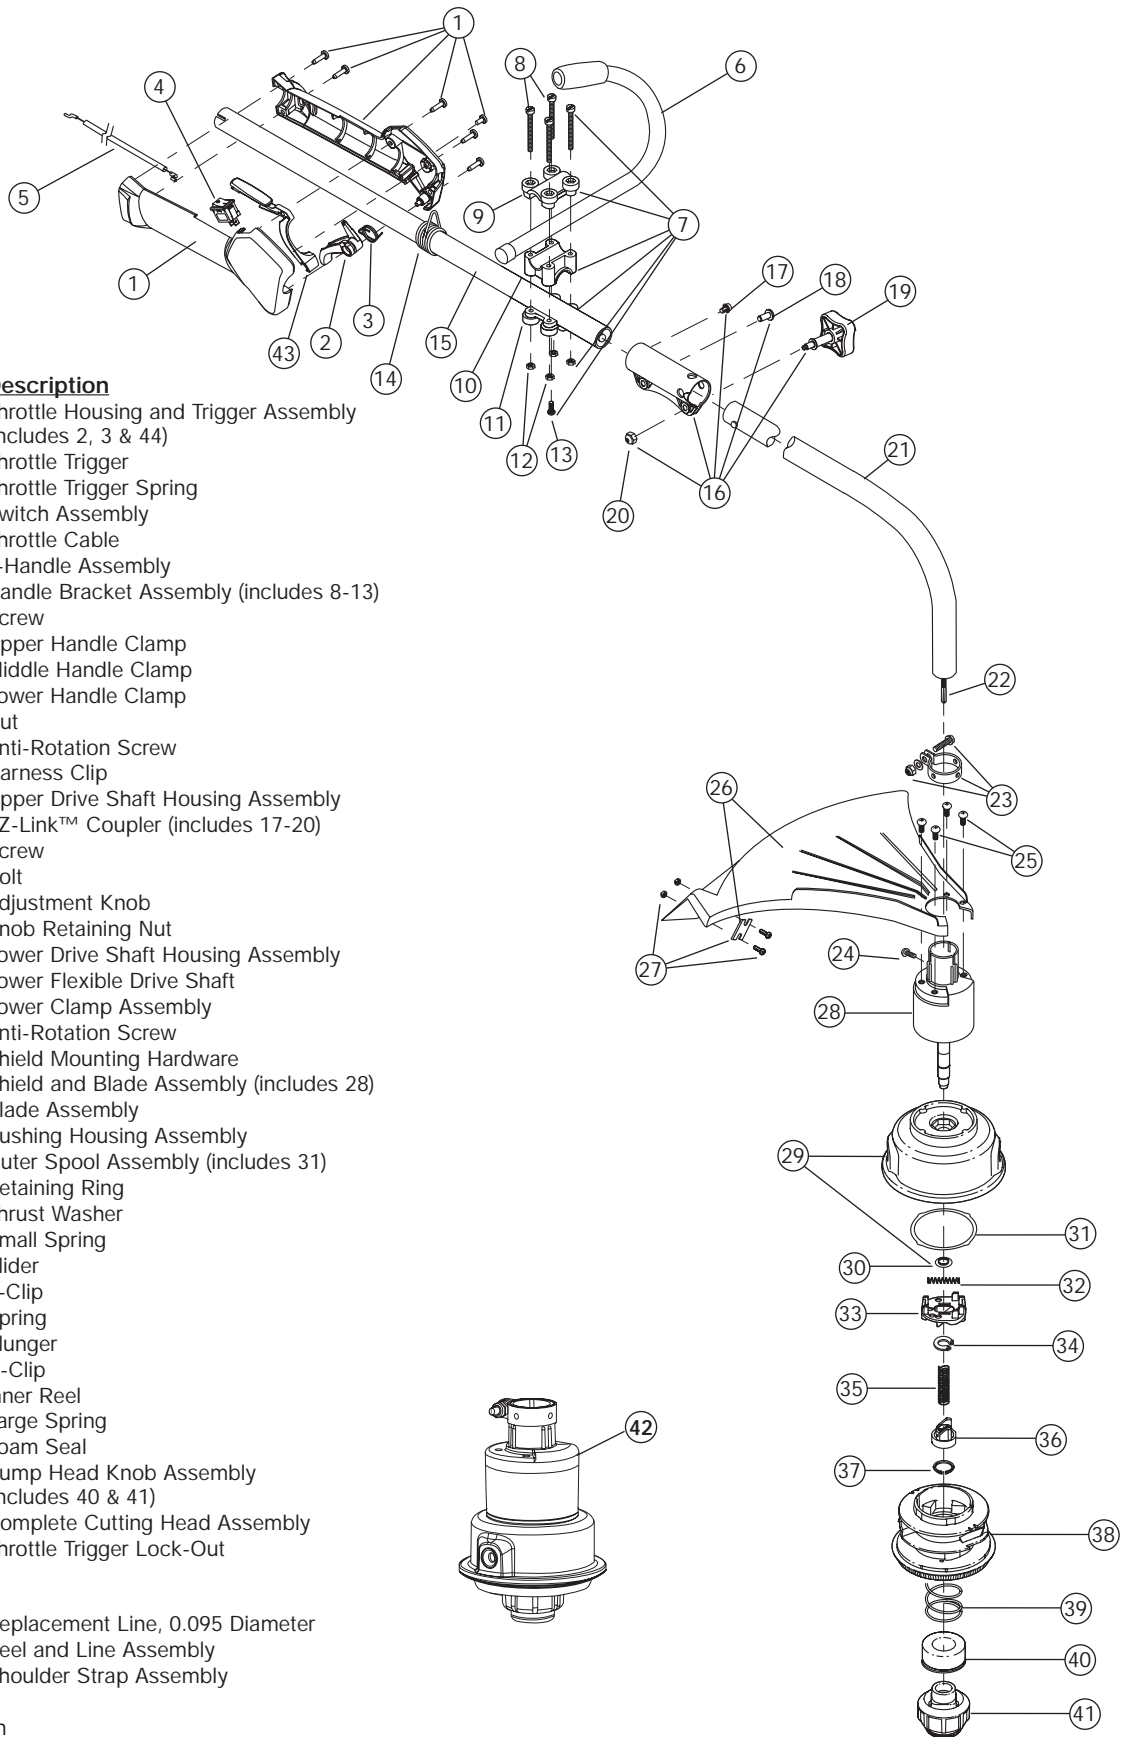 1
8
6
4
5
9
7
17
18
19
1
2
3
43
14
15
10
11
12
13
16
20
21
22
23
25
26
27
24
28
29
31
30
32
33
34
35
36
37
38
39
40
41
42
escription
hrottle Housing and Trigger Assembly
ncludes 2, 3 & 44)
hrottle Trigger
hrottle Trigger Spring
witch Assembly
hrottle Cable
-Handle Assembly
andle Bracket Assembly (includes 8-13)
crew
pper Handle Clamp
iddle Handle Clamp
ower Handle Clamp
ut
nti-Rotation Screw
arness Clip
pper Drive Shaft Housing Assembly
Z-Link™ Coupler (includes 17-20)
crew
olt
djustment Knob
nob Retaining Nut
ower Drive Shaft Housing Assembly
ower Flexible Drive Shaft
ower Clamp Assembly
nti-Rotation Screw
hield Mounting Hardware
hield and Blade Assembly (includes 28)
lade Assembly
ushing Housing Assembly
uter Spool Assembly (includes 31)
etaining Ring
hrust Washer
mall Spring
lider
-Clip
pring
lunger
-Clip
nner Reel
arge Spring
oam Seal
ump Head Knob Assembly
ncludes 40 & 41)
omplete Cutting Head Assembly
hrottle Trigger Lock-Out
eplacement Line, 0.095 Diameter
eel and Line Assembly
houlder Strap Assembly
n